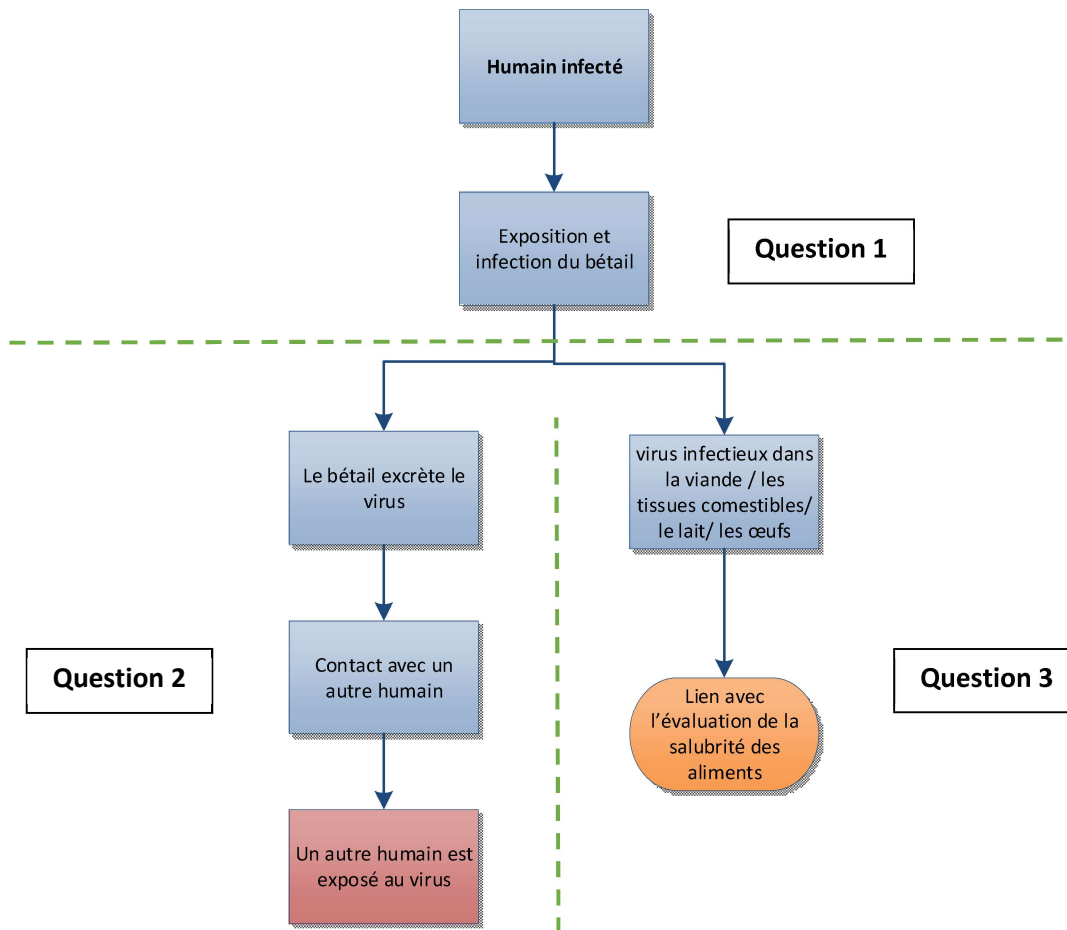 Humain infecté
Exposition et
infection du bétail
Question 1
Le bétail excrète le
virus
virus infectieux dans
la viande / les
tissues comestibles/
le lait/ les œufs
Contact avec un
autre humain
Question 2
Question 3
Lien avec
l’évaluation de la
salubrité des
aliments
Un autre humain est
exposé au virus